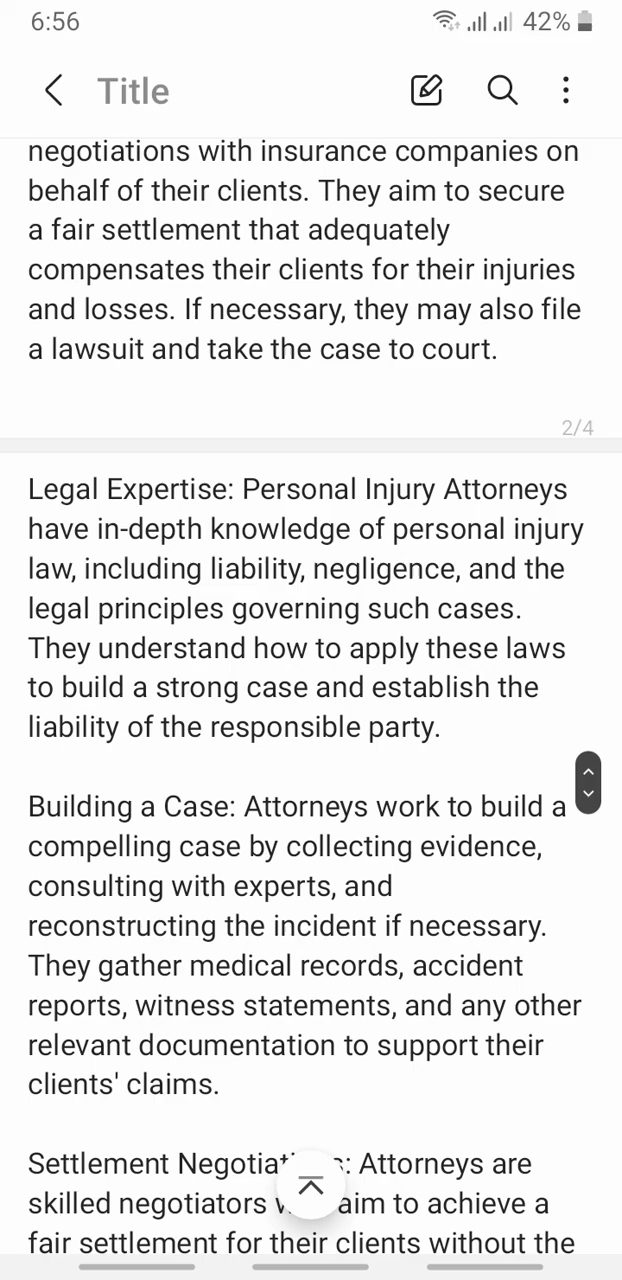 6:56
42%
Title
negotiations with insurance companies on
behalf of their clients. They aim to secure
a fair settlement that adequately
compensates their clients for their injuries
and losses. If necessary, they may also file
a lawsuit and take the case to court.
2/4
Legal Expertise: Personal Injury Attorneys
have in-depth knowledge of personal injury
law, including liability, negligence, and the
legal principles governing such cases.
They understand how to apply these laws
to build a strong case and establish the
liability of the responsible party.
Building a Case: Attorneys work to build a
compelling case by collecting evidence,
consulting with experts, and
reconstructing the incident if necessary.
They gather medical records, accident
reports, witness statements, and any other
relevant documentation to support their
clients' claims.
Settlement Attorneys are
skilled negotiators aim to achieve a
fair settlement for their clients without the